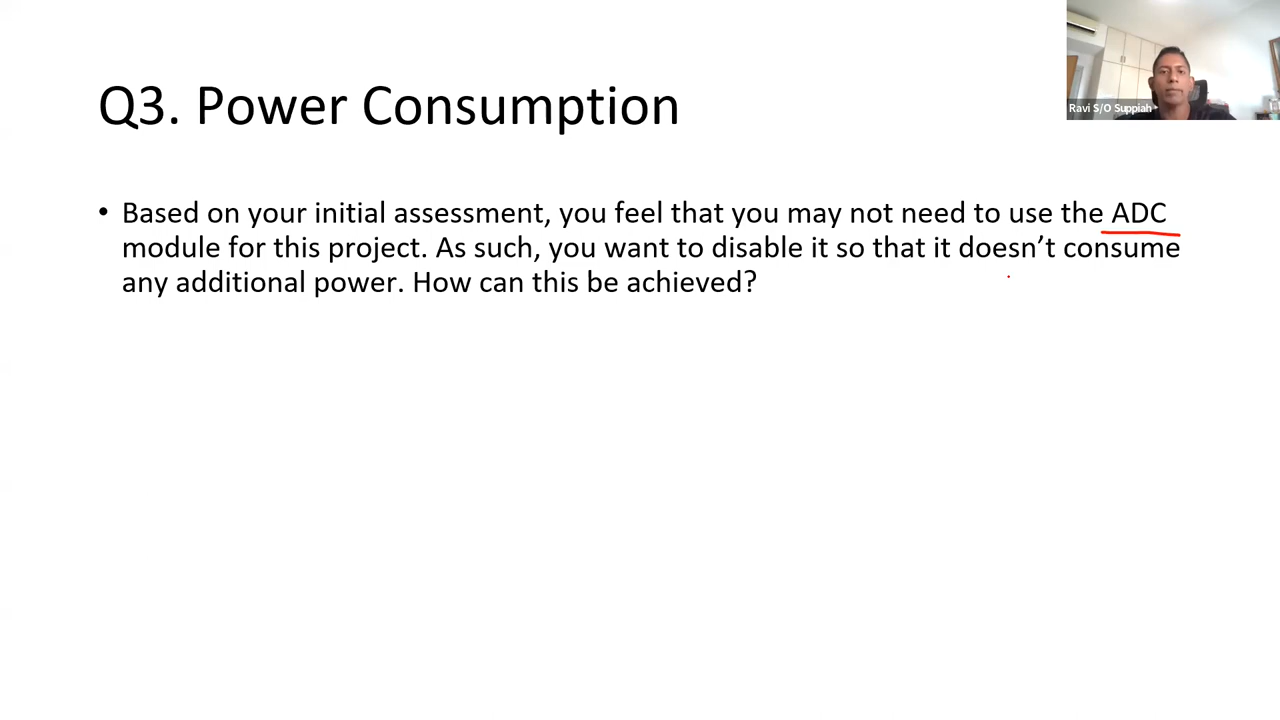 Q3. Power Consumption
Ravi S/O Suppiah
• Based on your initial assessment, you feel that you may not need to use the ADC
module for this project. As such, you want to disable it so that it doesn’t consume
any additional power. How can this be achieved?